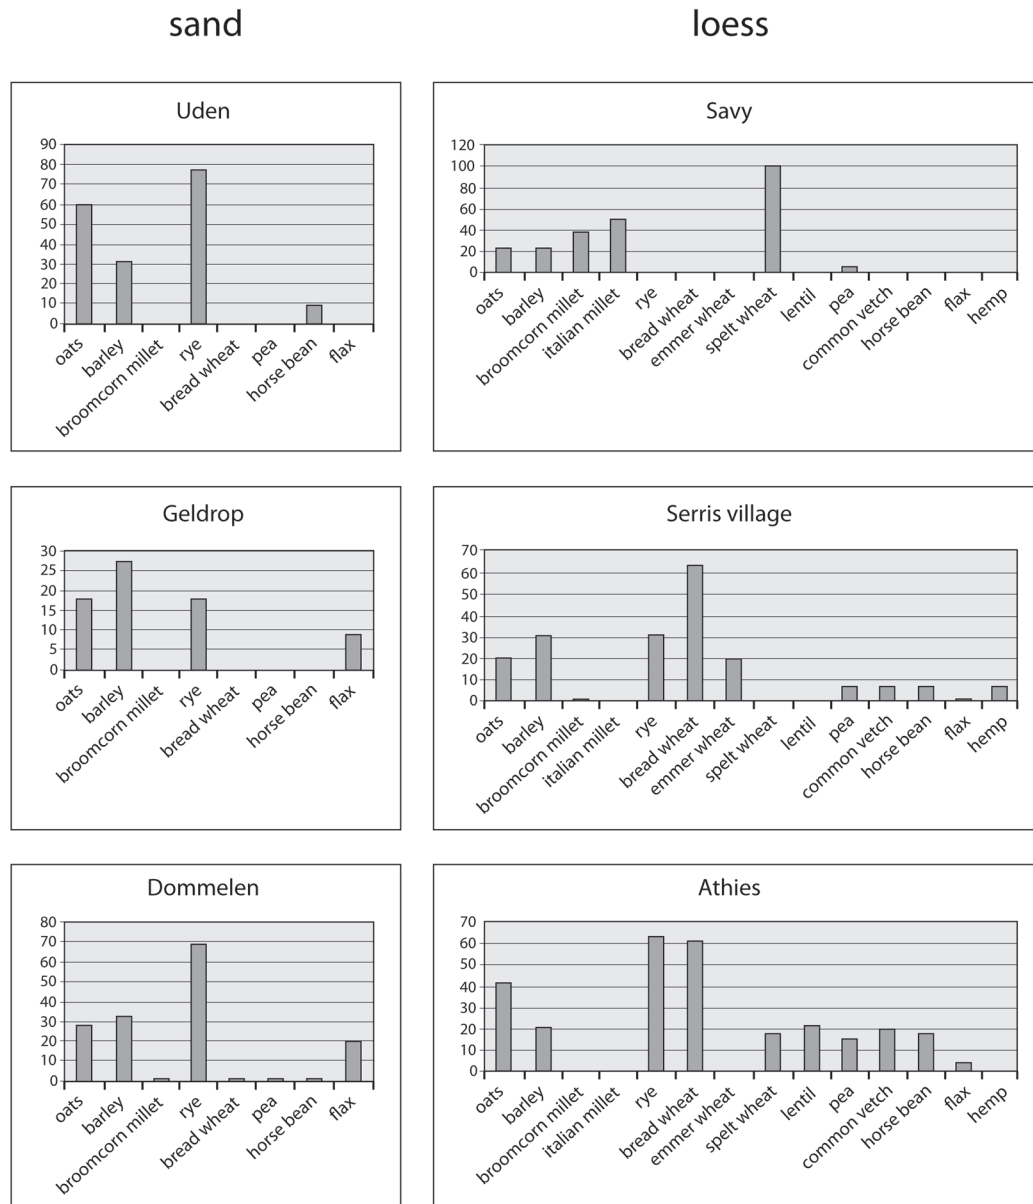 sand
loess
Uden
90
80
70
60
50
40
30
20
10
0
oats
barley
broomcorn millet
rye
bread wheat
pea
horse bean
flax
Savy
120
100
80
60
40
20
0
oats
barley
broomcorn millet
italian millet
rye
bread wheat
emmer wheat
spelt wheat
lentil
pea
common vetch
horse bean
flax
hemp
Geldrop
30
25
20
15
10
5
0
oats
barley
broomcorn millet
rye
bread wheat
pea
horse bean
flax
Serris village
70
60
50
40
30
20
10
0
oats
barley
broomcorn millet
italian millet
rye
bread wheat
emmer wheat
spelt wheat
lentil
pea
common vetch
horse bean
flax
hemp
Dommelen
80
70
60
50
40
30
20
10
0
oats
barley
broomcorn millet
rye
bread wheat
pea
horse bean
flax
Athies
70
60
50
40
30
20
10
0
oats
barley
broomcorn millet
italian millet
rye
bread wheat
emmer wheat
spelt wheat
lentil
pea
common vetch
horse bean
flax
hemp